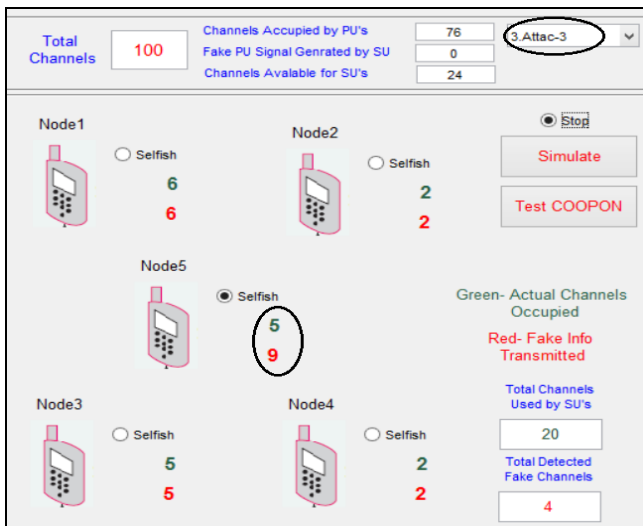 Total Channels
100
Channels Accupied by PU's
76
Fake PU Signal Genrated by SU
0
Channels Avalable for SU's
24
3.Attac-3
Node1
Selfish
6
6
Node2
Selfish
2
2
Stop
Simulate
Test COOPON
Node5
Selfish
5
9
Green- Actual Channels
Occupied
Red- Fake Info
Transmitted
Node3
Selfish
5
5
Node4
Selfish
2
2
Total Channels
Used by SU's
20
Total Detected
Fake Channels
4